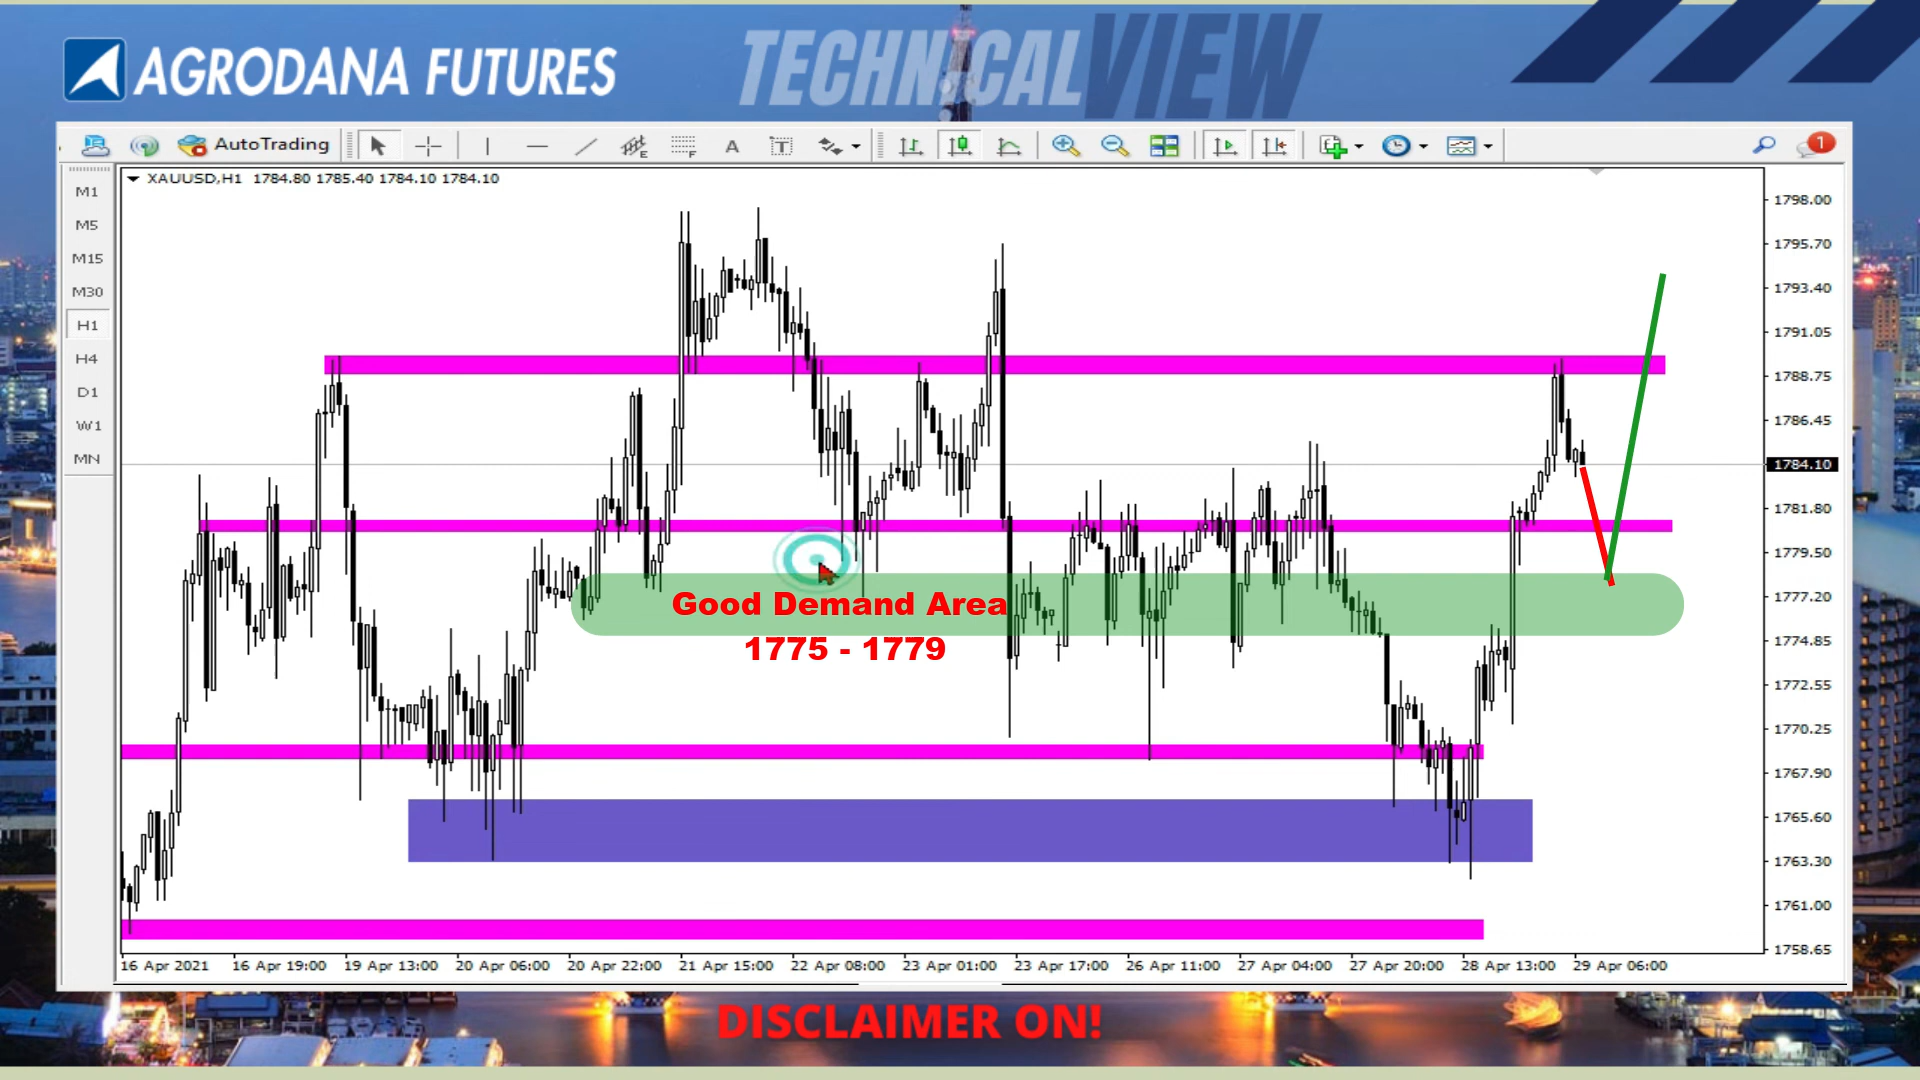 AGRODANA FUTURES
TECHNICAL VIEW
AutoTrading
E
F
A
T
1
M1
M5
M15
M30
H1
H4
D1
W1
MN
XAUUSD,H1 1784.80 1785.40 1784.10 1784.10
1798.00
1795.70
1793.40
1791.05
1788.75
1786.45
1784.10
1781.80
1779.50
1777.20
1774.85
1772.55
1770.25
1767.90
1765.60
1763.30
1761.00
1758.65
Good Demand Area
1775 - 1779
16 Apr 2021 16 Apr 19:00 19 Apr 13:00 20 Apr 06:00 20 Apr 22:00 21 Apr 15:00 22 Apr 08:00 23 Apr 01:00 23 Apr 17:00 26 Apr 11:00 27 Apr 04:00 27 Apr 20:00 28 Apr 13:00 29 Apr 06:00
DISCLAIMER ON!